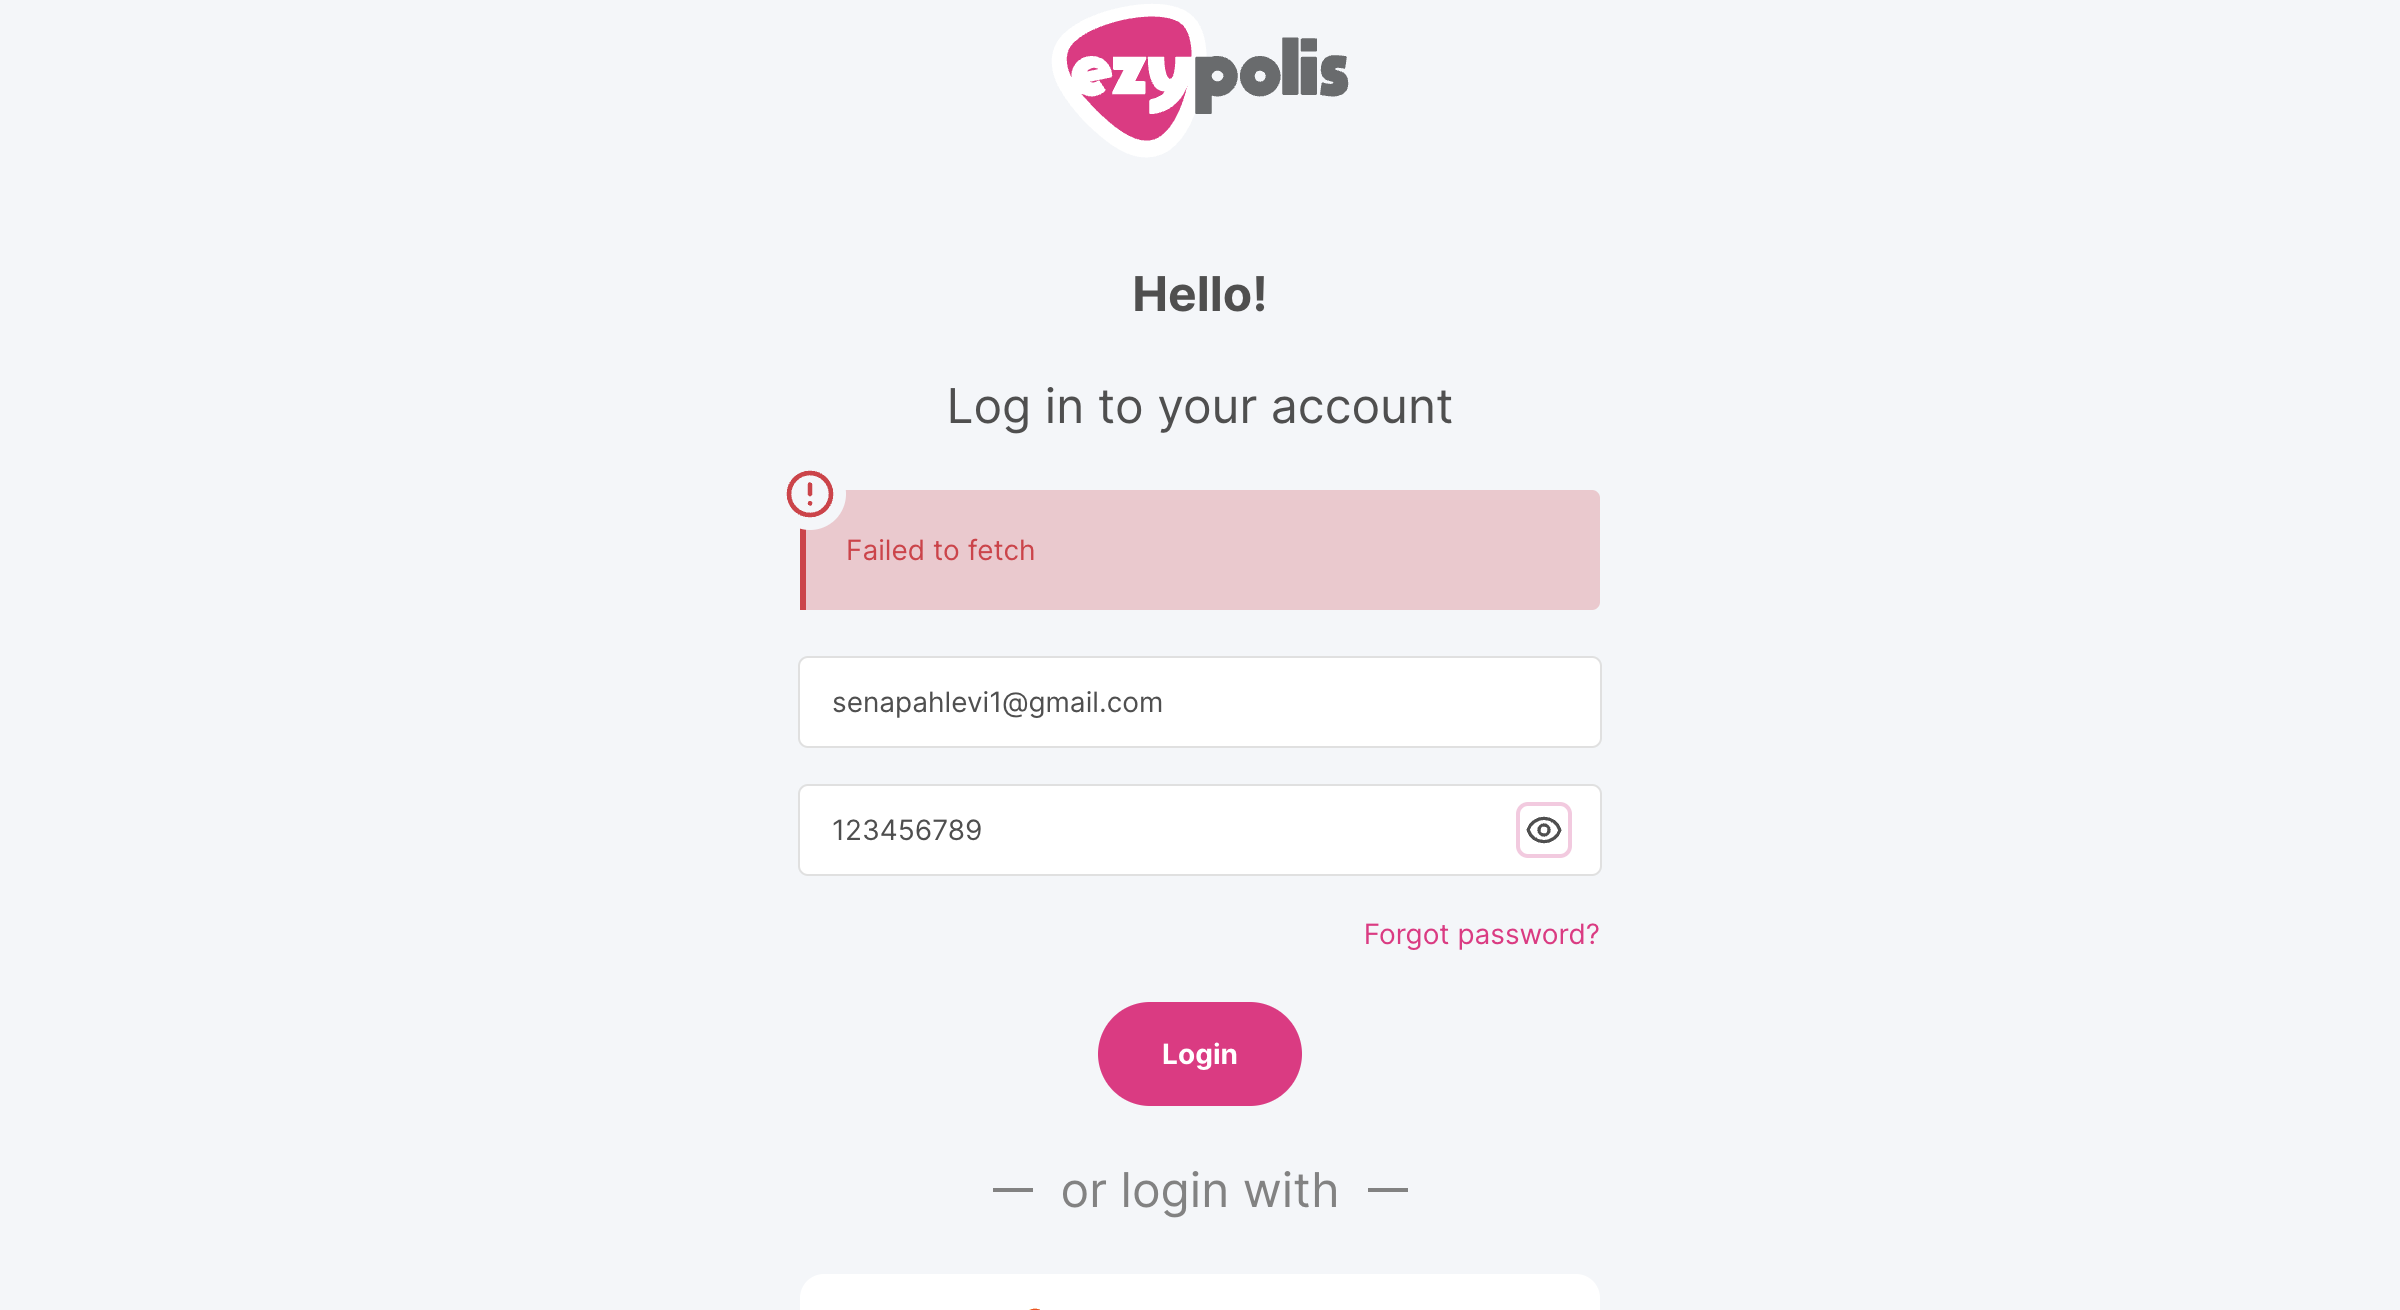 ezypolis
Hello!
Log in to your account
Failed to fetch
senapahlevi1@gmail.com
123456789
Forgot password?
Login
or login with